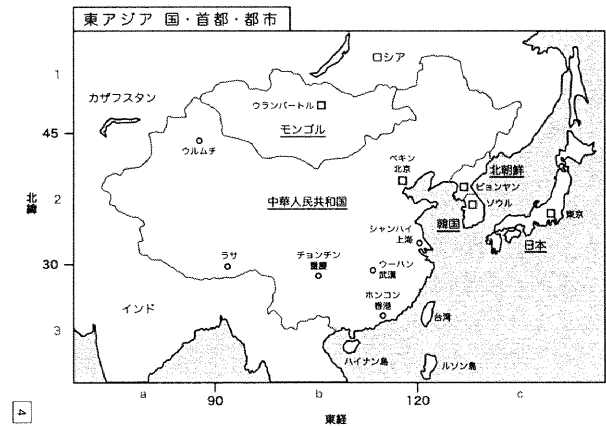 東アジア 国・首都・都市
ロシア
1
カザフスタン
ウランバートル
モンゴル
45
ウルムチ
ペキン
北京
北朝鮮
ピョンヤン
北緯
2
中華人民共和国
ソウル
韓国
東京
シャンハイ
上海
日本
30
ラサ
チョンチン
重慶
ウーハン
武漢
インド
ホンコン
香港
台湾
3
ハイナン島
ルソン島
a
b
c
90
120
東経
4